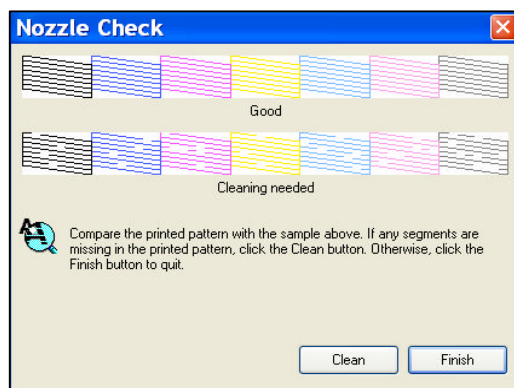 Nozzle Check
Good
Cleaning needed
Compare the printed pattern with the sample above. If any segments are
missing in the printed pattern, click the Clean button. Otherwise, click the
Finish button to quit.
Clean
Finish